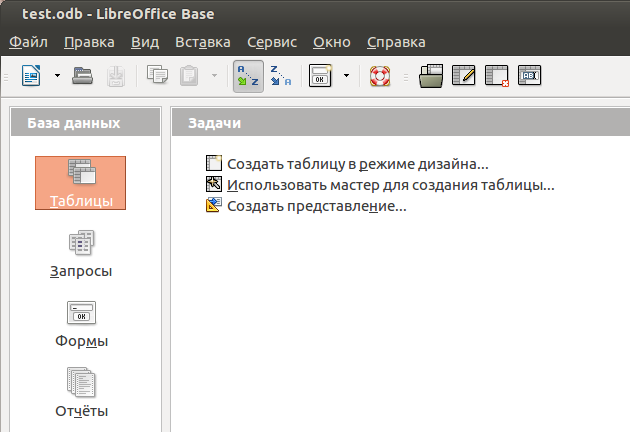 test.odb - LibreOffice Base
Файл Правка Вид Вставка Сервис Окно Справка
База данных
Задачи
Таблицы
Запросы
Формы
Отчёты
Создать таблицу в режиме дизайна...
Использовать мастер для создания таблицы...
Создать представление...